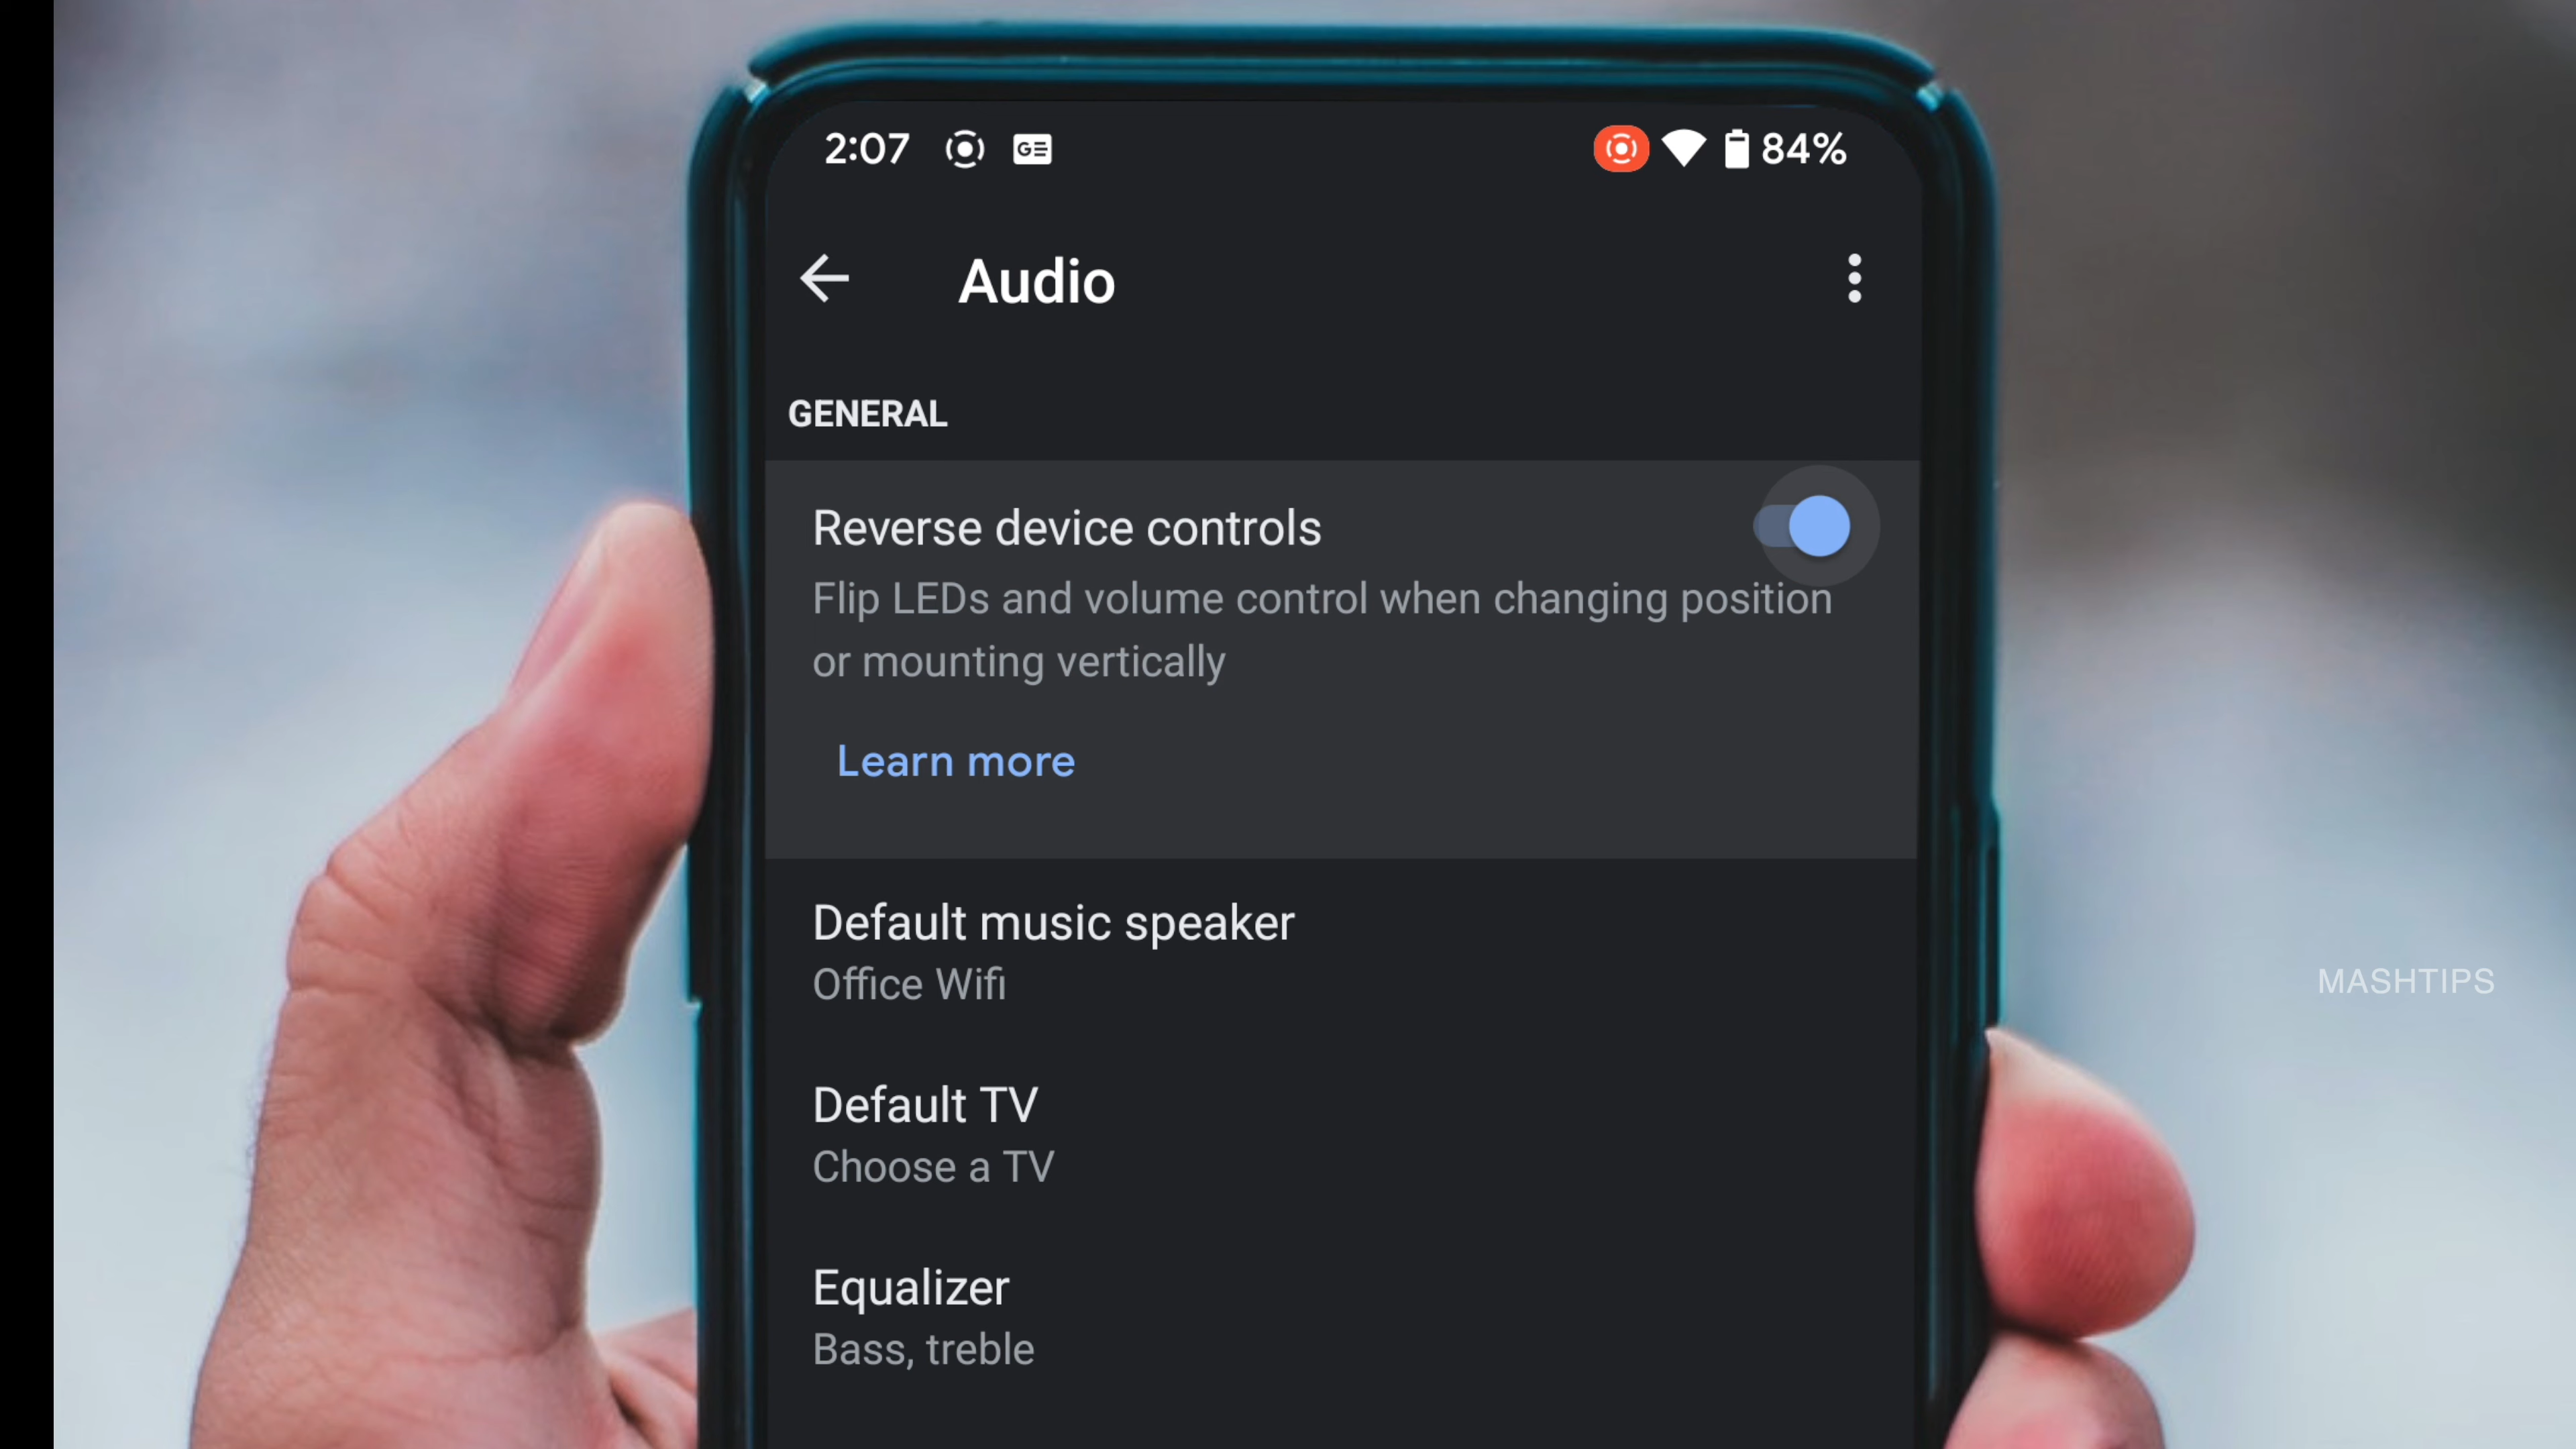 2:07 GE 84%
Audio
GENERAL
Reverse device controls
Flip LEDs and volume control when changing position
or mounting vertically
Learn more
Default music speaker
Office Wifi
MASHTIPS
Default TV
Choose a TV
Equalizer
Bass, treble